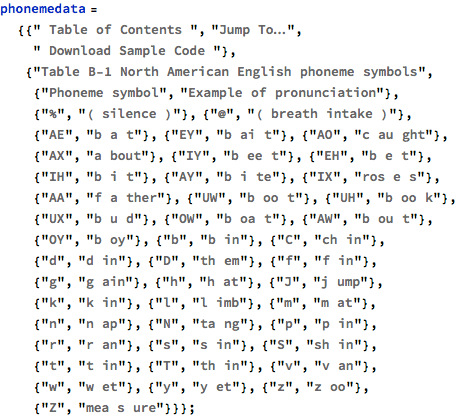 phonemedata =
{{" Table of Contents ", "Jump To…",
" Download Sample Code "},
{"Table B-1 North American English phoneme symbols",
{"Phoneme symbol", "Example of pronunciation"},
{"%", "( silence )"}, {"@", "( breath intake )"},
{"AE", "b a t"}, {"EY", "b ai t"}, {"AO", "c au ght"},
{"AX", "a bout"}, {"IY", "b ee t"}, {"EH", "b e t"},
{"IH", "b i t"}, {"AY", "b i te"}, {"IX", "ros e s"},
{"AA", "f a ther"}, {"UW", "b oo t"}, {"UH", "b oo k"},
{"UX", "b u d"}, {"OW", "b oa t"}, {"AW", "b ou t"},
{"OY", "b oy"}, {"b", "b in"}, {"C", "ch in"},
{"d", "d in"}, {"D", "th em"}, {"f", "f in"},
{"g", "g ain"}, {"h", "h at"}, {"J", "j ump"},
{"k", "k in"}, {"l", "l imb"}, {"m", "m at"},
{"n", "n ap"}, {"N", "ta ng"}, {"p", "p in"},
{"r", "r an"}, {"s", "s in"}, {"S", "sh in"},
{"t", "t in"}, {"T", "th in"}, {"v", "v an"},
{"w", "w et"}, {"y", "y et"}, {"z", "z oo"},
{"Z", "mea s ure"}}};